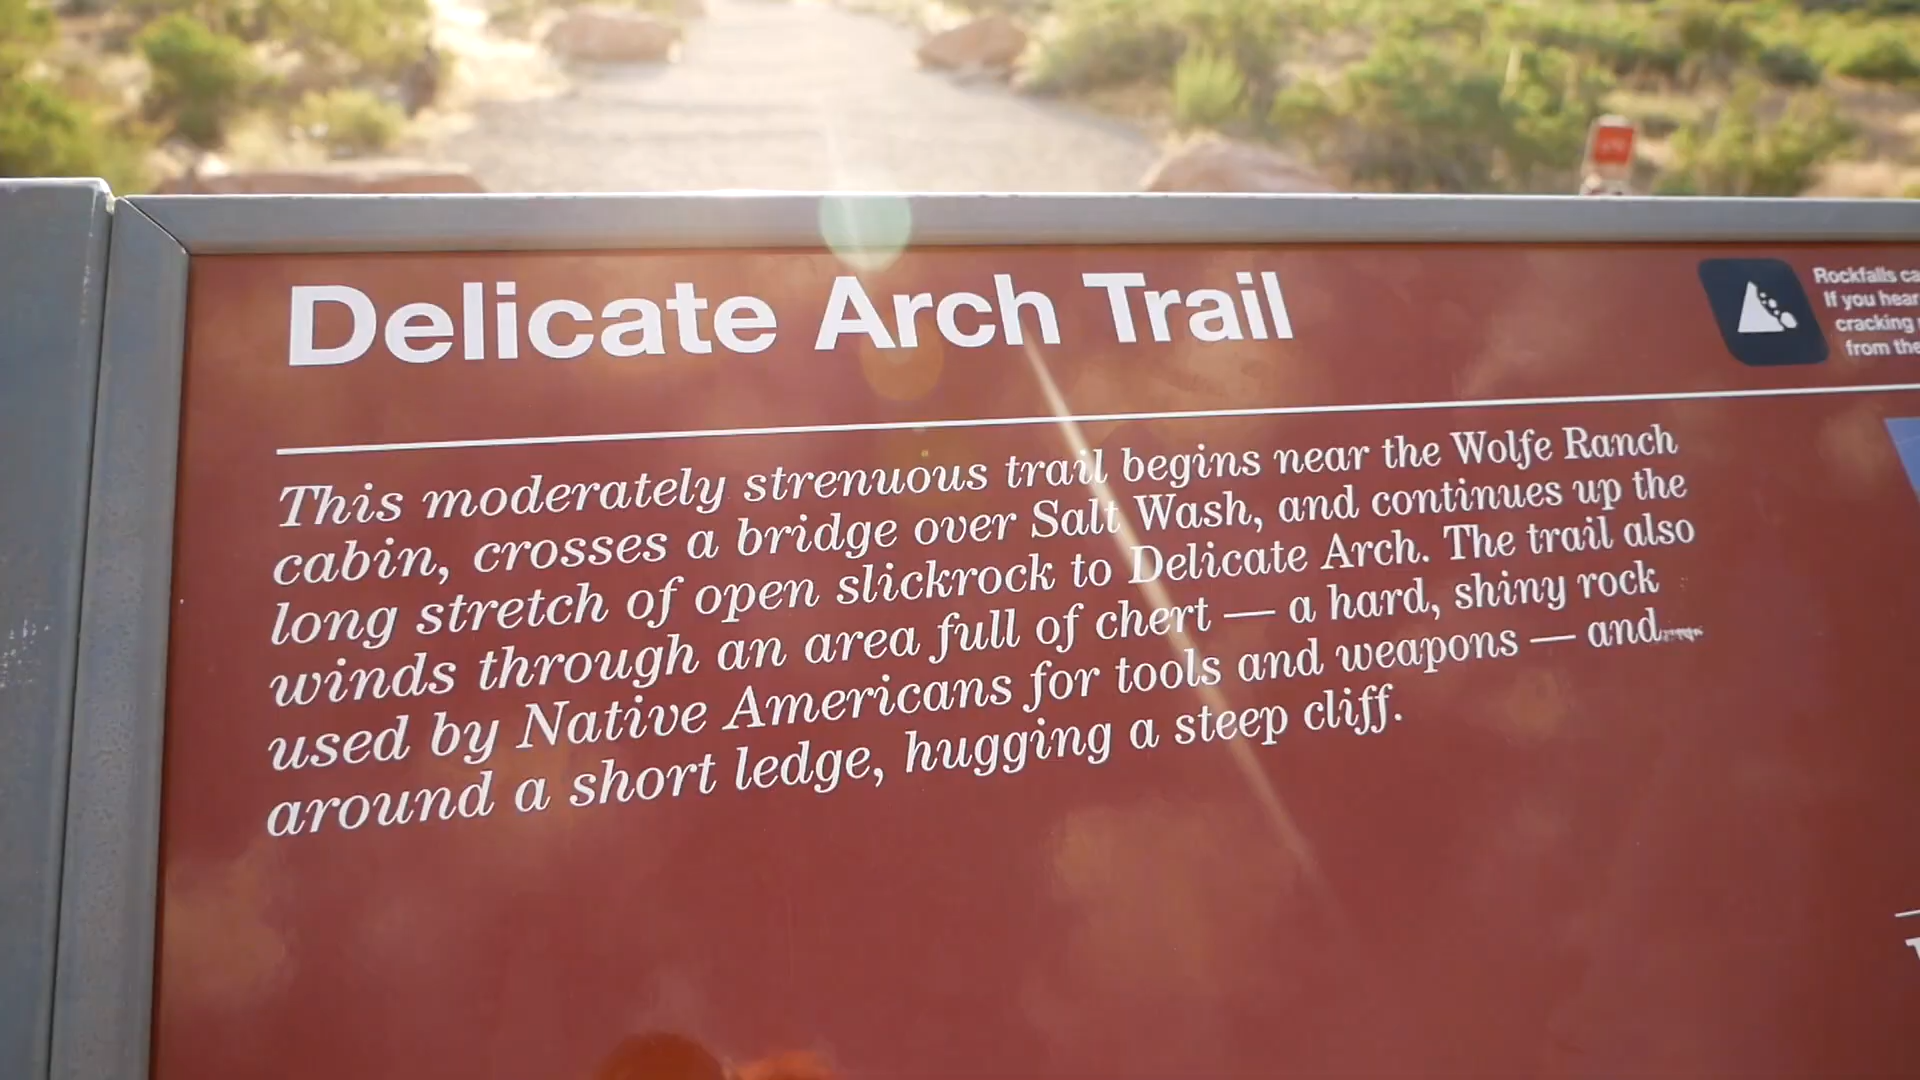 Delicate Arch Trail
Rockfalls
If you hear
cracking
from the
This moderately strenuous trail begins near the Wolfe Ranch
cabin, crosses a bridge over Salt Wash, and continues up the
long stretch of open slickrock to Delicate Arch. The trail also
winds through an area full of chert — a hard, shiny rock
used by Native Americans for tools and weapons — and
around a short ledge, hugging a steep cliff.